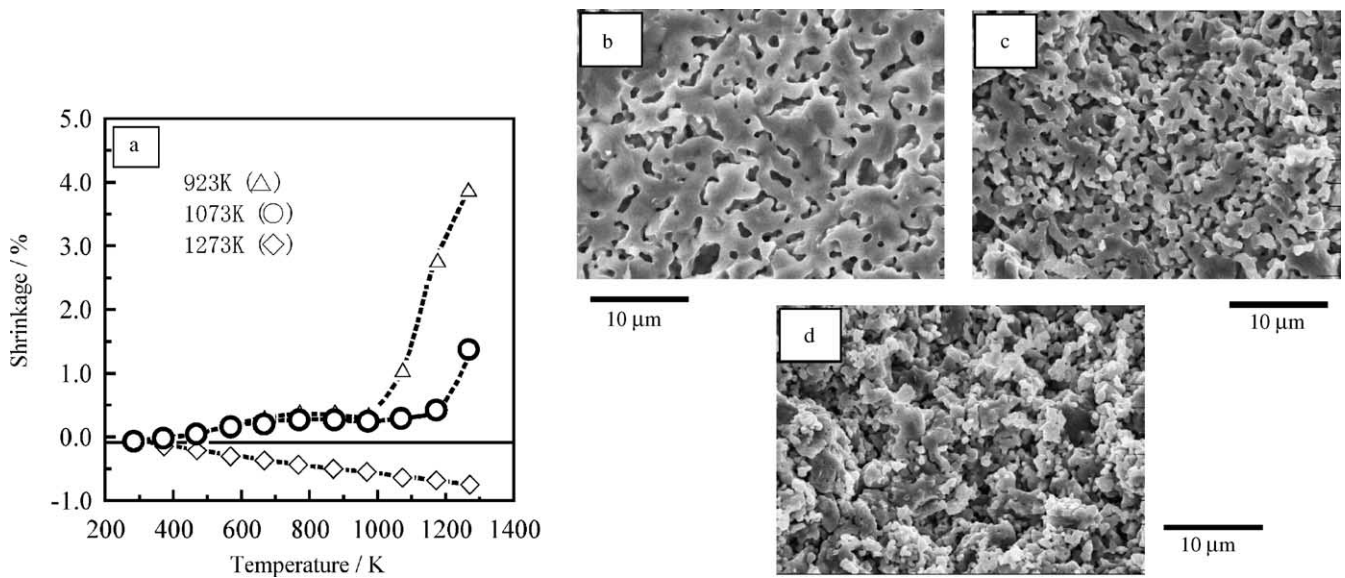 a
923K (△)
1073K (○)
1273K (◇)
5.0
4.0
3.0
2.0
1.0
0.0
-1.0
Shrinkage / %
200 400 600 800 1000 1200 1400
Temperature / K
b
10 μm
c
10 μm
d
10 μm